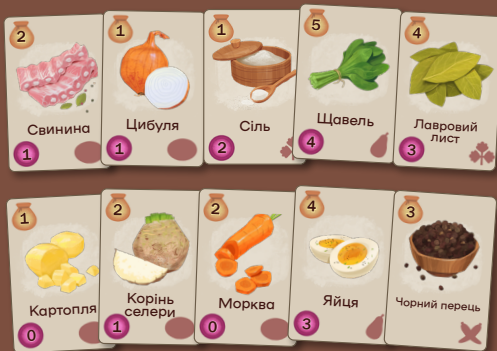 2
1
1
5
4
Свинина
Цибуля
Сіль
Щавель
Лавровий
лист
1
1
2
4
3
1
2
2
4
3
Картопля
Корінь
селери
Морква
Яйця
Чорний перець
0
1
0
3